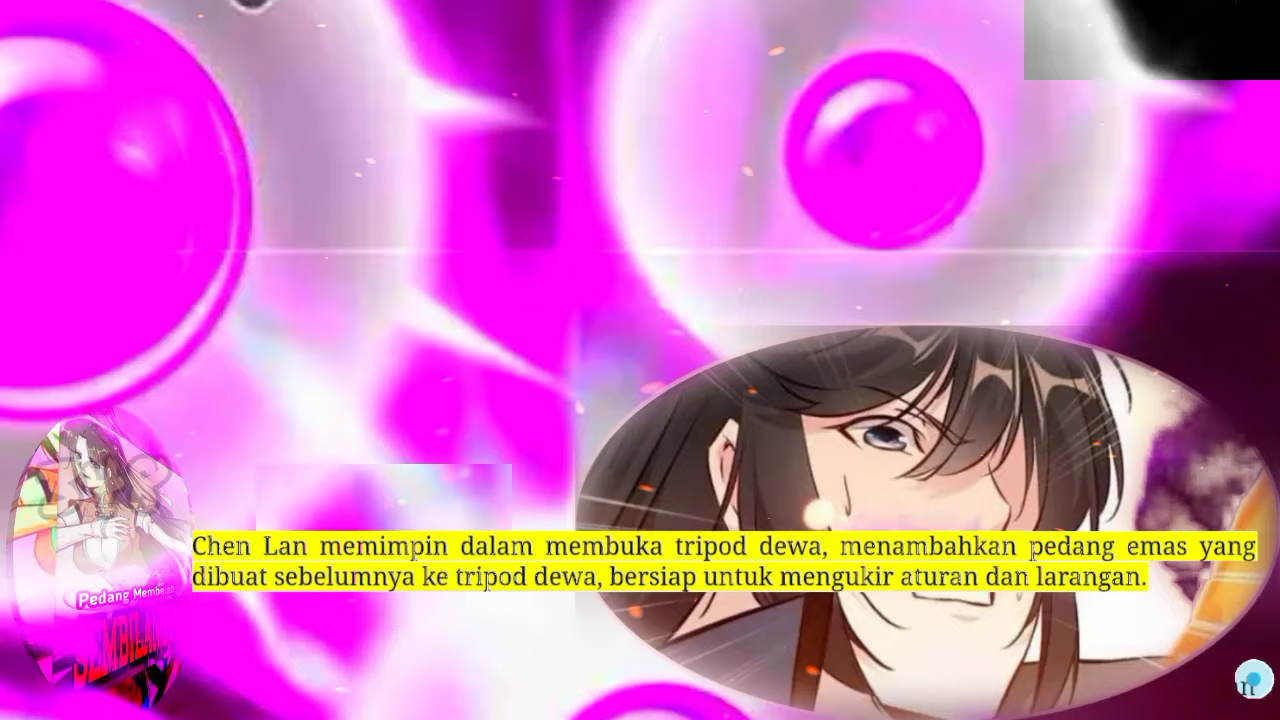 Chen Lan memimpin dalam membuka tripod dewa, menambahkan pedang emas yang
dibuat sebelumnya ke tripod dewa, bersiap untuk mengukir aturan dan larangan.
Pedang Membelah
SEMBILAN